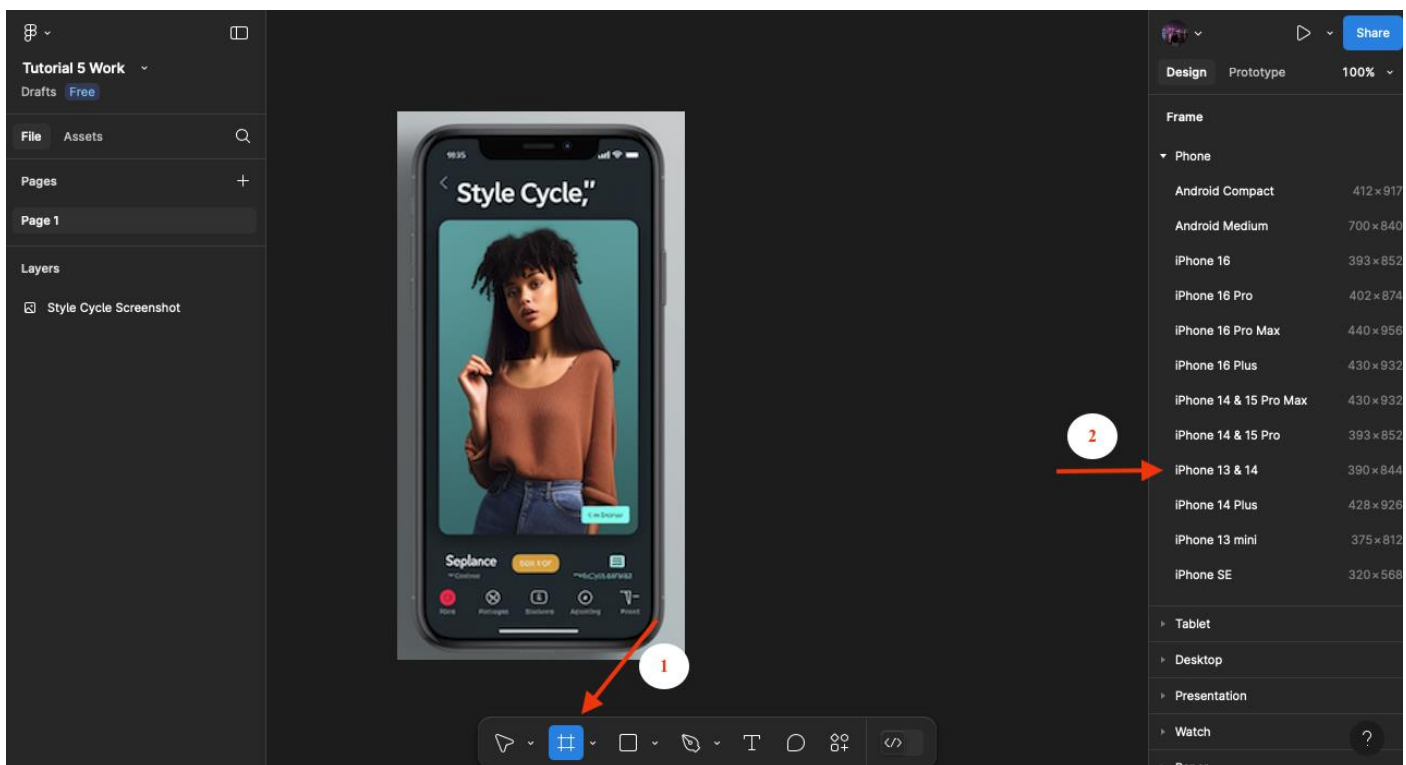 Tutorial 5 Work
Drafts Free
File Assets
Pages
Page 1
Layers
Style Cycle Screenshot
Style Cycle,"
Seplance
1
2
Share
Design Prototype 100%
Frame
Phone
Android Compact 412×917
Android Medium 700×840
iPhone 16 393×852
iPhone 16 Pro 402×874
iPhone 16 Pro Max 440×956
iPhone 16 Plus 430×932
iPhone 14 & 15 Pro Max 430×932
iPhone 14 & 15 Pro 393×852
iPhone 13 & 14 390×844
iPhone 14 Plus 428×926
iPhone 13 mini 375×812
iPhone SE 320×568
Tablet
Desktop
Presentation
Watch
?